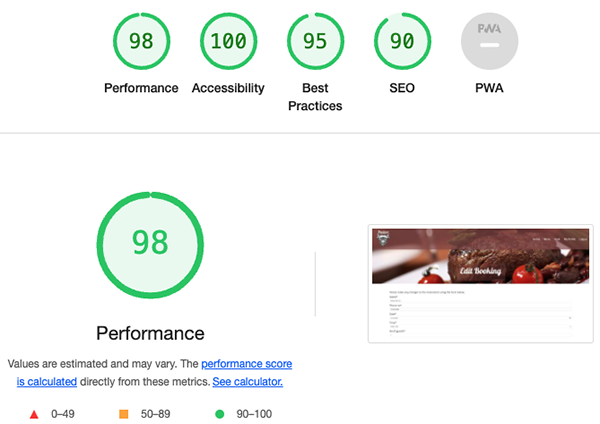 98
100
95
90
PWA
Performance
Accessibility
Best
Practices
SEO
PWA
98
Performance
Values are estimated and may vary. The performance score
is calculated directly from these metrics. See calculator.
0–49
50–89
90–100
Edit Booking